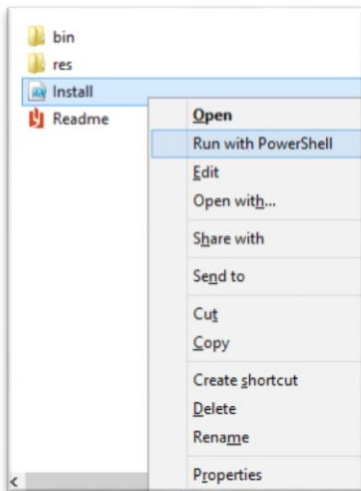 bin
res
Install
Readme
Open
Run with PowerShell
Edit
Open with...
Share with
Send to
Cut
Copy
Create shortcut
Delete
Rename
Properties